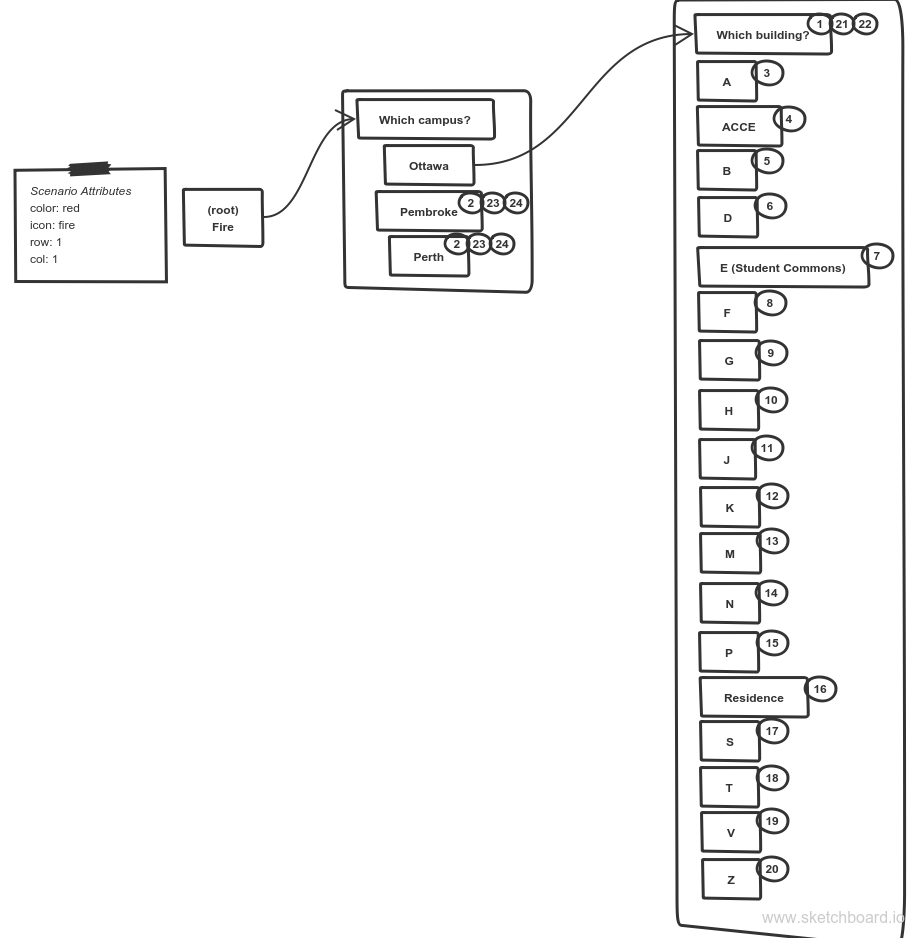 Scenario Attributes
color: red
icon: fire
row: 1
col: 1
(root)
Fire
Which campus?
Ottawa
Pembroke 2 23 24
Perth 2 23 24
Which building? 1 21 22
A 3
ACCE 4
B 5
D 6
E (Student Commons) 7
F 8
G 9
H 10
J 11
K 12
M 13
N 14
P 15
Residence 16
S 17
T 18
V 19
Z 20
www.sketchboard.io